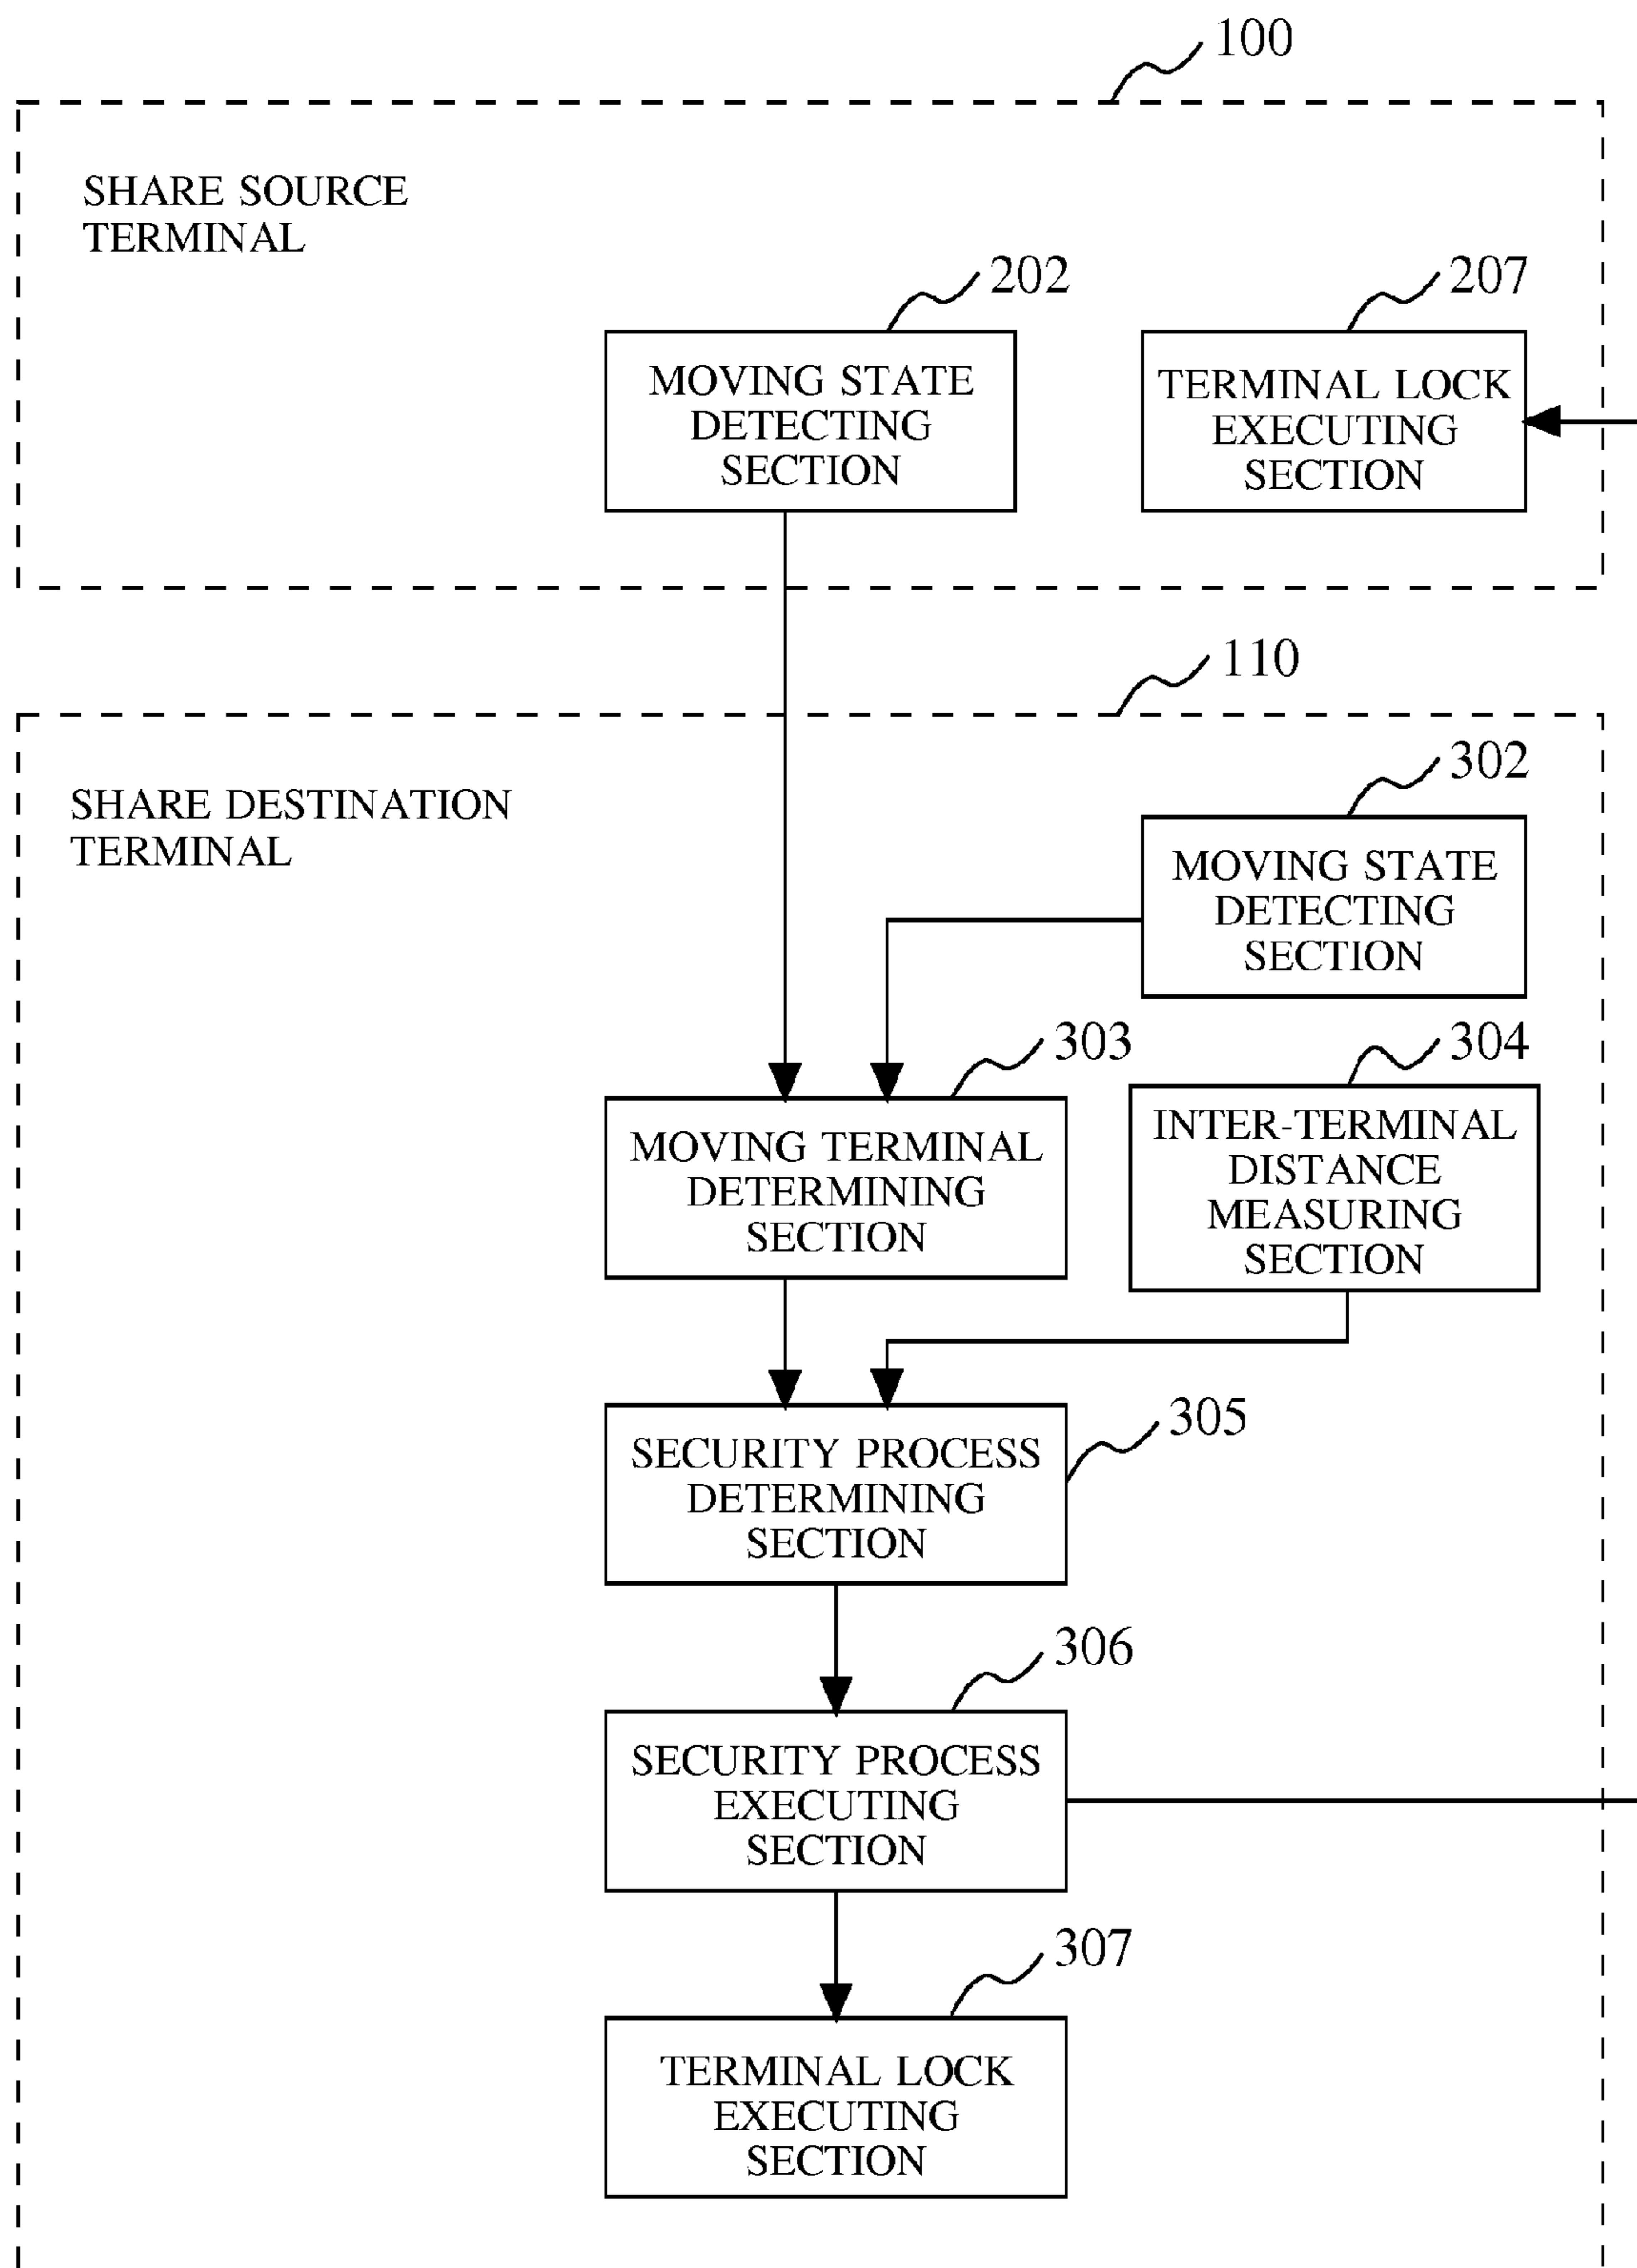 100
SHARE SOURCE
TERMINAL
202
207
MOVING STATE
DETECTING
SECTION
TERMINAL LOCK
EXECUTING
SECTION
110
SHARE DESTINATION
TERMINAL
302
MOVING STATE
DETECTING
SECTION
303
304
MOVING TERMINAL
DETERMINING
SECTION
INTER-TERMINAL
DISTANCE
MEASURING
SECTION
305
SECURITY PROCESS
DETERMINING
SECTION
306
SECURITY PROCESS
EXECUTING
SECTION
307
TERMINAL LOCK
EXECUTING
SECTION